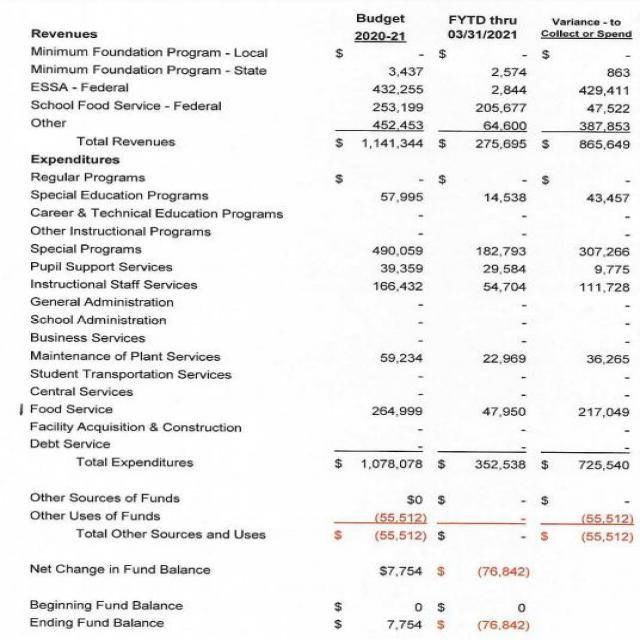 Revenues Budget 2020-21 FYTD thru 03/31/2021 Variance - to Collect or Spend
Minimum Foundation Program - Local $ - $ - $ -
Minimum Foundation Program - State 3,437 2,574 863
ESSA - Federal 432,255 2,844 429,411
School Food Service - Federal 253,199 205,677 47,522
Other 452,453 64,600 387,853
Total Revenues $ 1,141,344 $ 275,695 $ 865,649
Expenditures
Regular Programs $ - $ - $ -
Special Education Programs 57,995 14,538 43,457
Career & Technical Education Programs - - -
Other Instructional Programs - - -
Special Programs 490,059 182,793 307,266
Pupil Support Services 39,359 29,584 9,775
Instructional Staff Services 166,432 54,704 111,728
General Administration - - -
School Administration - - -
Business Services - - -
Maintenance of Plant Services 59,234 22,969 36,265
Student Transportation Services - - -
Central Services - - -
Food Service 264,999 47,950 217,049
Facility Acquisition & Construction - - -
Debt Service - - -
Total Expenditures $ 1,078,078 $ 352,538 $ 725,540
Other Sources of Funds $0 $ - $ -
Other Uses of Funds (55,512) - (55,512)
Total Other Sources and Uses $ (55,512) $ - $ (55,512)
Net Change in Fund Balance $7,754 $ (76,842)
Beginning Fund Balance $ 0 $ 0
Ending Fund Balance $ 7,754 $ (76,842)